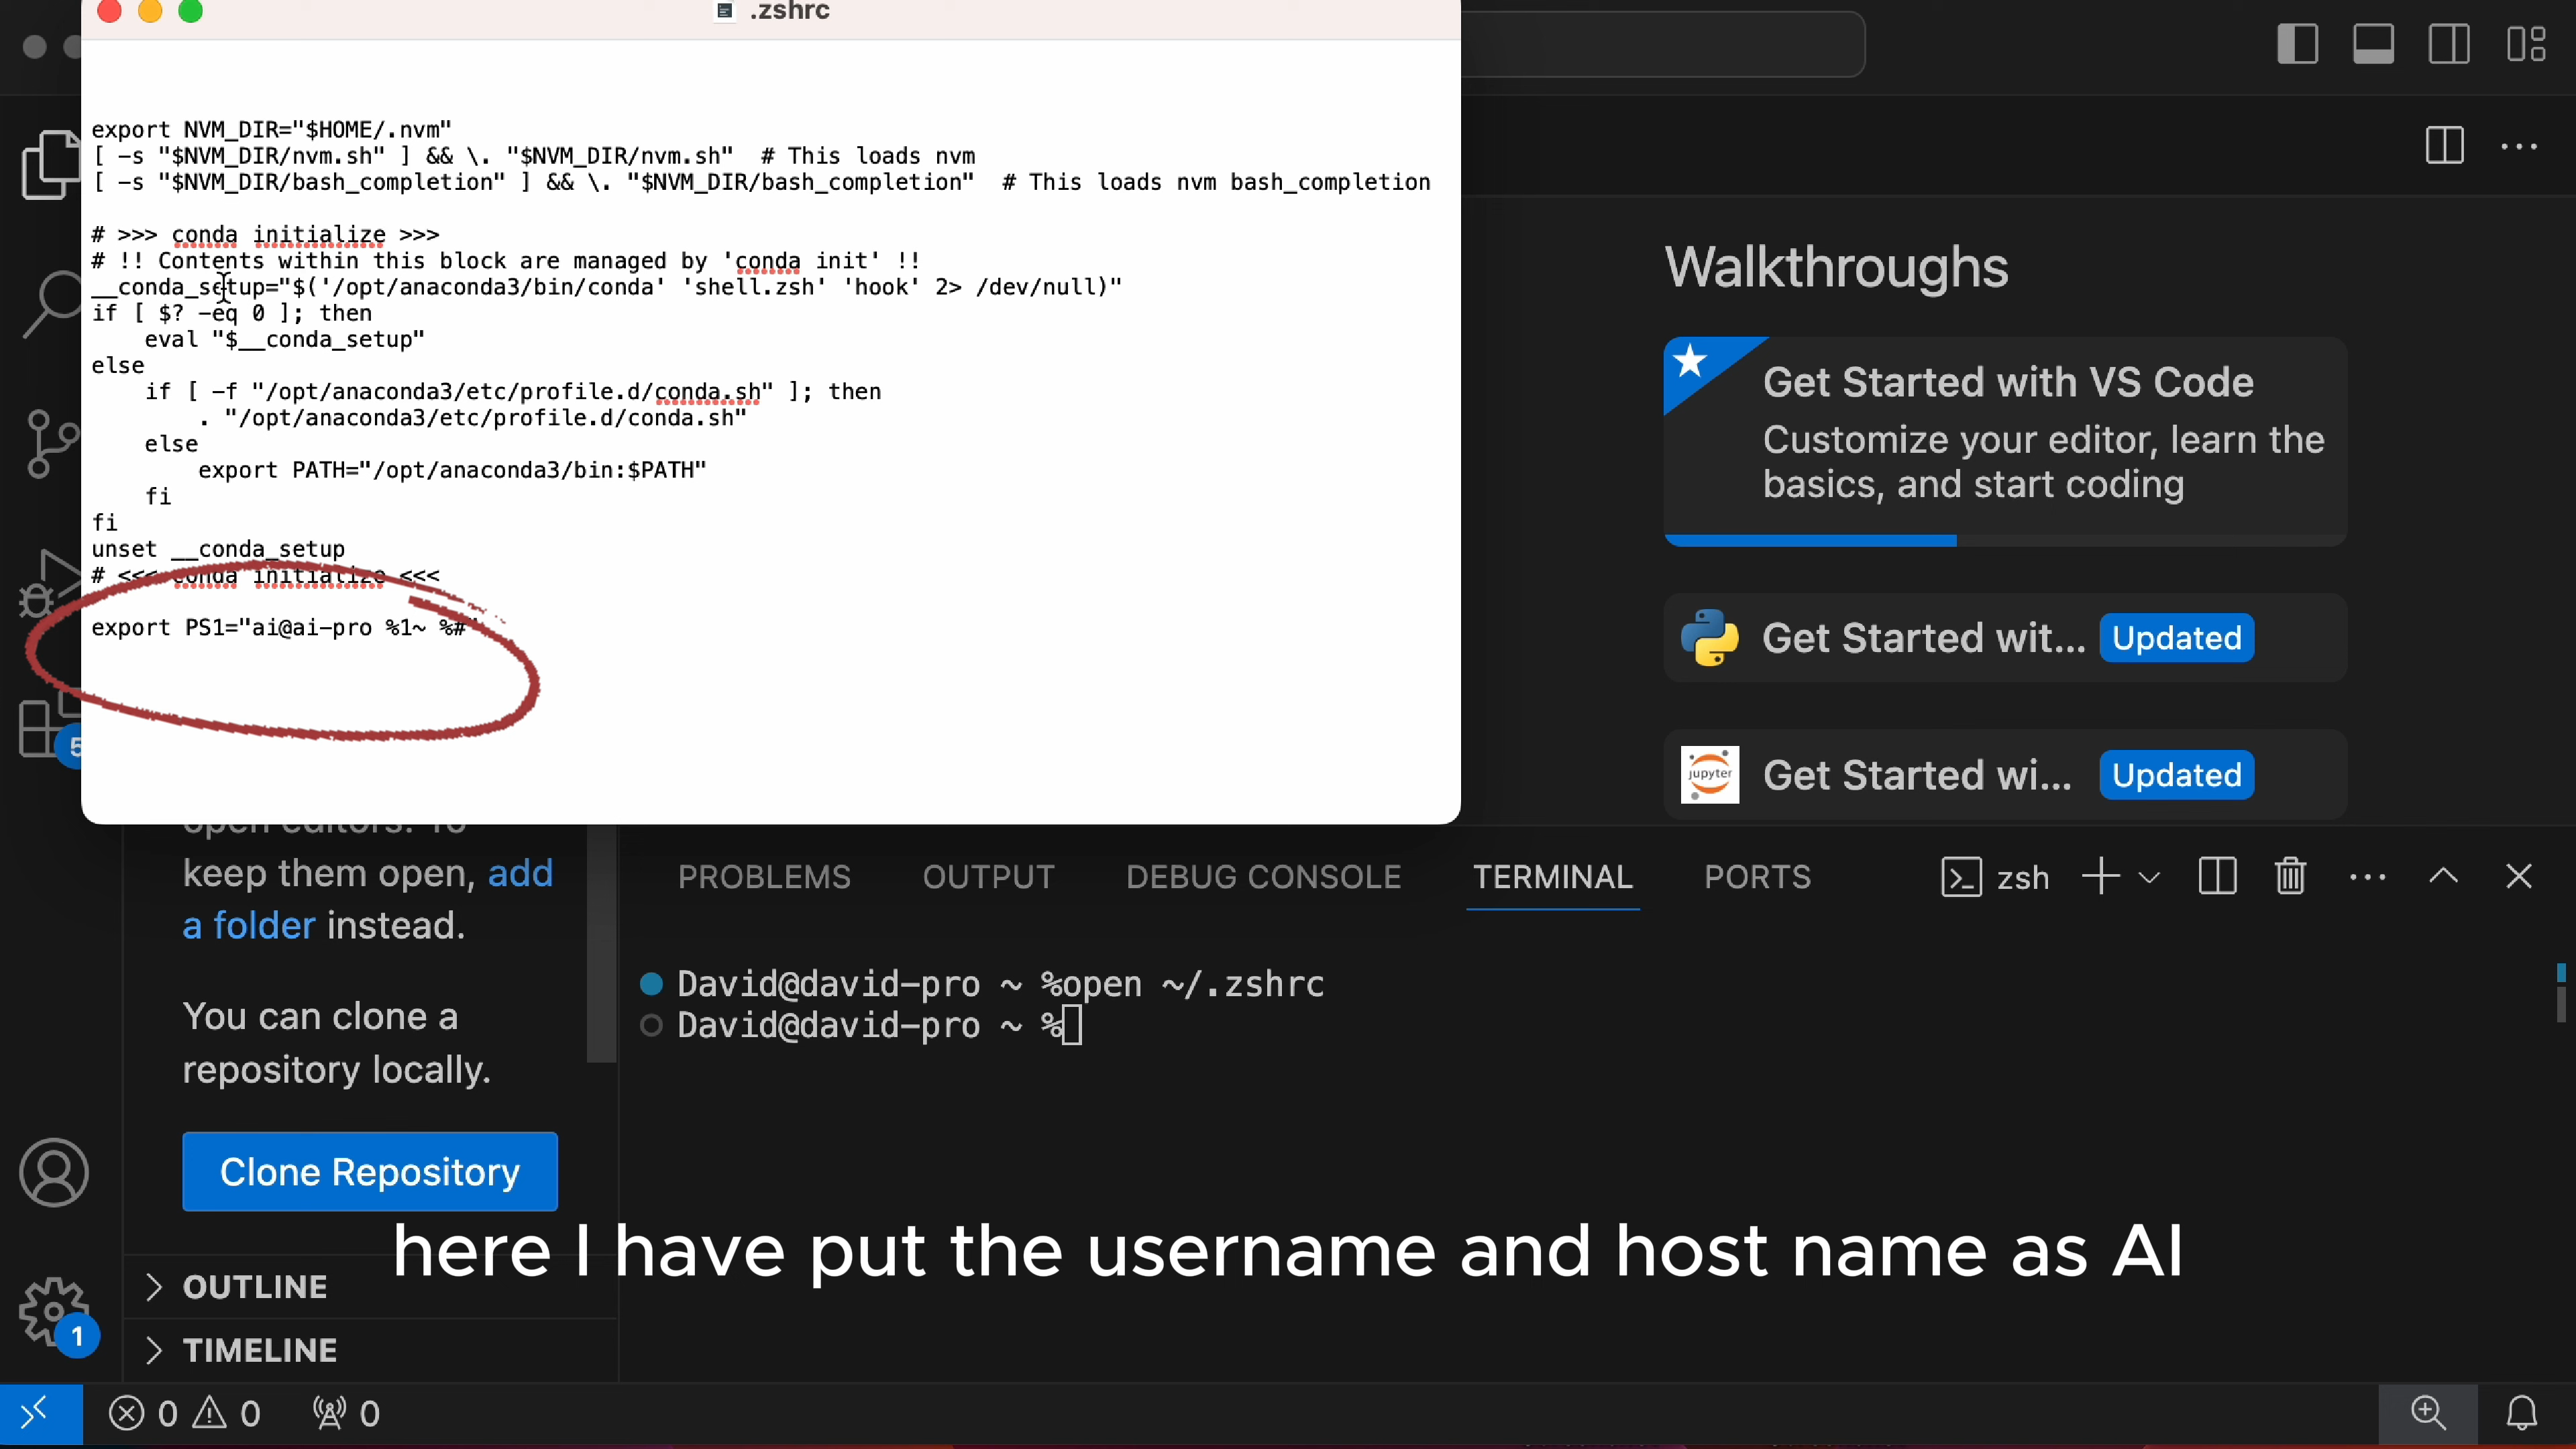 .zshrc
export NVM_DIR="$HOME/.nvm"
[ -s "$NVM_DIR/nvm.sh" ] && \. "$NVM_DIR/nvm.sh"  # This loads nvm
[ -s "$NVM_DIR/bash_completion" ] && \. "$NVM_DIR/bash_completion"  # This loads nvm bash_completion
# >>> conda initialize >>>
# !! Contents within this block are managed by 'conda init' !!
__conda_setup="$('/opt/anaconda3/bin/conda' 'shell.zsh' 'hook' 2> /dev/null)"
if [ $? -eq 0 ]; then
    eval "$__conda_setup"
else
    if [ -f "/opt/anaconda3/etc/profile.d/conda.sh" ]; then
        . "/opt/anaconda3/etc/profile.d/conda.sh"
    else
        export PATH="/opt/anaconda3/bin:$PATH"
    fi
fi
unset __conda_setup
# <<< conda initialize <<<
export PS1="ai@ai-pro %1~ %#"
Walkthroughs
Get Started with VS Code
Customize your editor, learn the
basics, and start coding
Get Started wit... Updated
jupyter
Get Started wi... Updated
5
open editors. To
keep them open, add
a folder instead.
You can clone a
repository locally.
Clone Repository
OUTLINE
TIMELINE
1
PROBLEMS OUTPUT DEBUG CONSOLE TERMINAL PORTS zsh
David@david-pro ~ %open ~/.zshrc
David@david-pro ~ %
here I have put the username and host name as AI
0 0 0